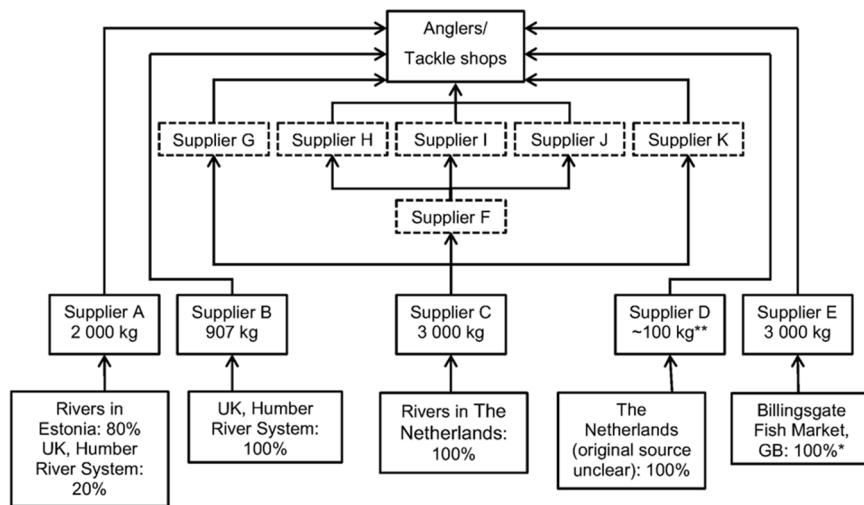 Anglers/
Tackle shops
Supplier G
Supplier H
Supplier I
Supplier J
Supplier K
Supplier F
Supplier A
2 000 kg
Supplier B
907 kg
Supplier C
3 000 kg
Supplier D
~100 kg**
Supplier E
3 000 kg
Rivers in
Estonia: 80%
UK, Humber
River System:
20%
UK, Humber
River System:
100%
Rivers in The
Netherlands:
100%
The
Netherlands
(original source
unclear): 100%
Billingsgate
Fish Market,
GB: 100%*